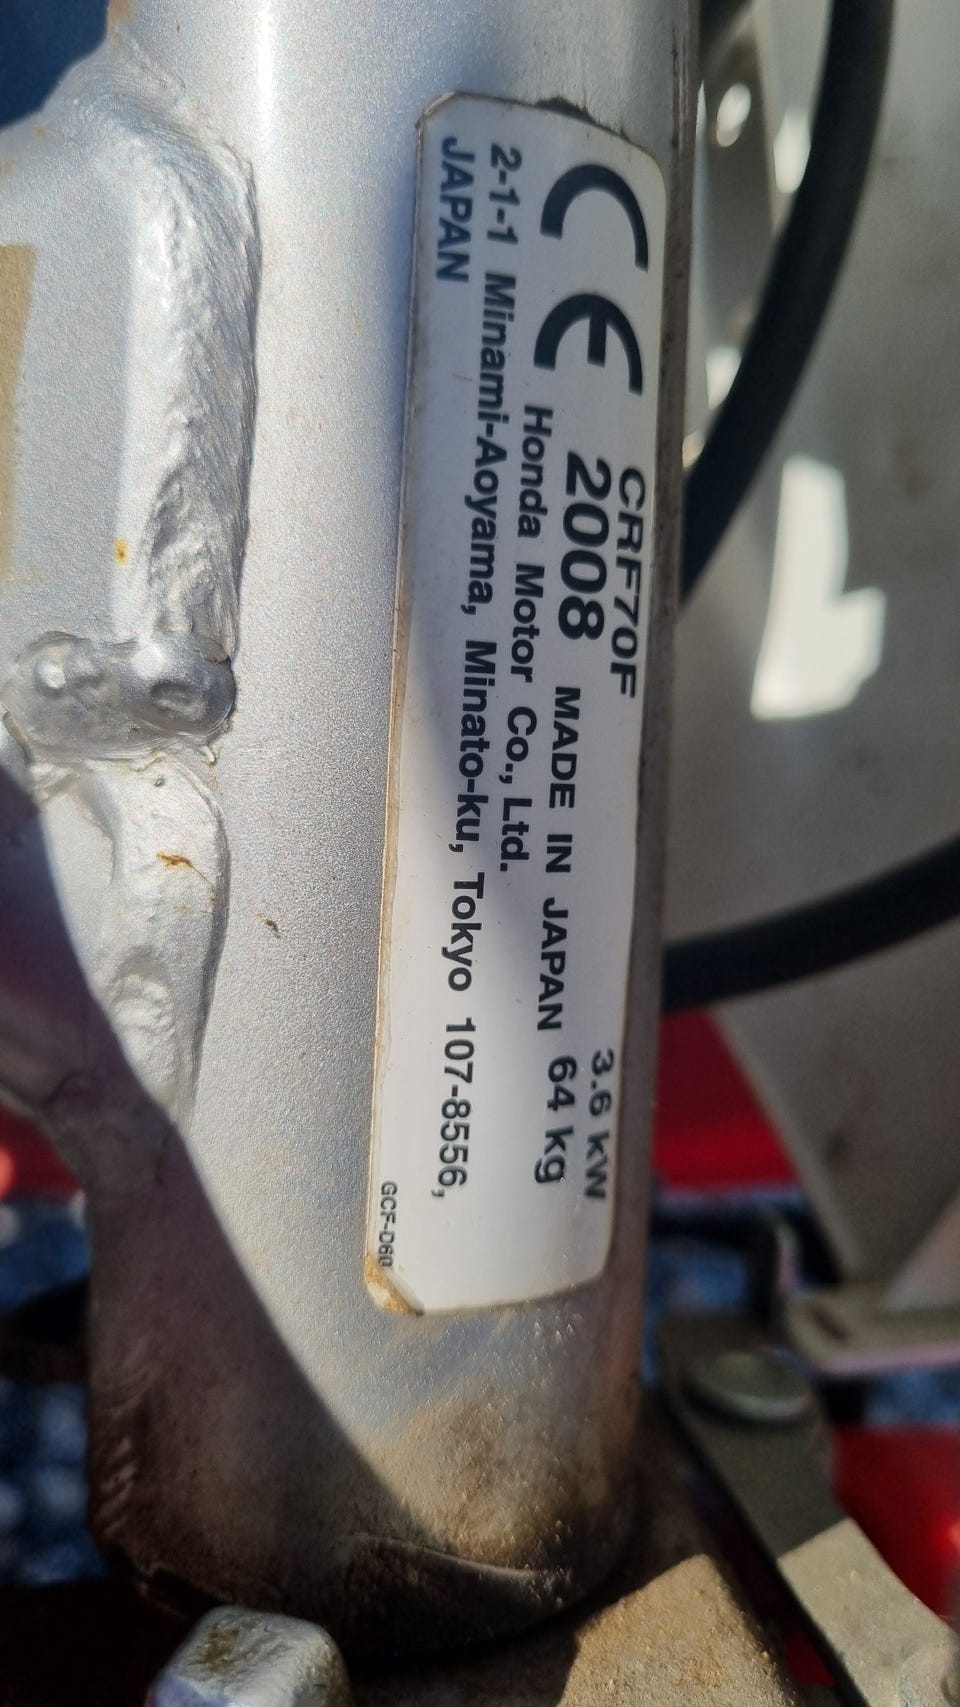 CE
CRF70F 3.6 kW
2008 MADE IN JAPAN 64 kg
Honda Motor Co., Ltd.
2-1-1 Minami-Aoyama, Minato-ku, Tokyo 107-8556,
JAPAN
GCF-D60